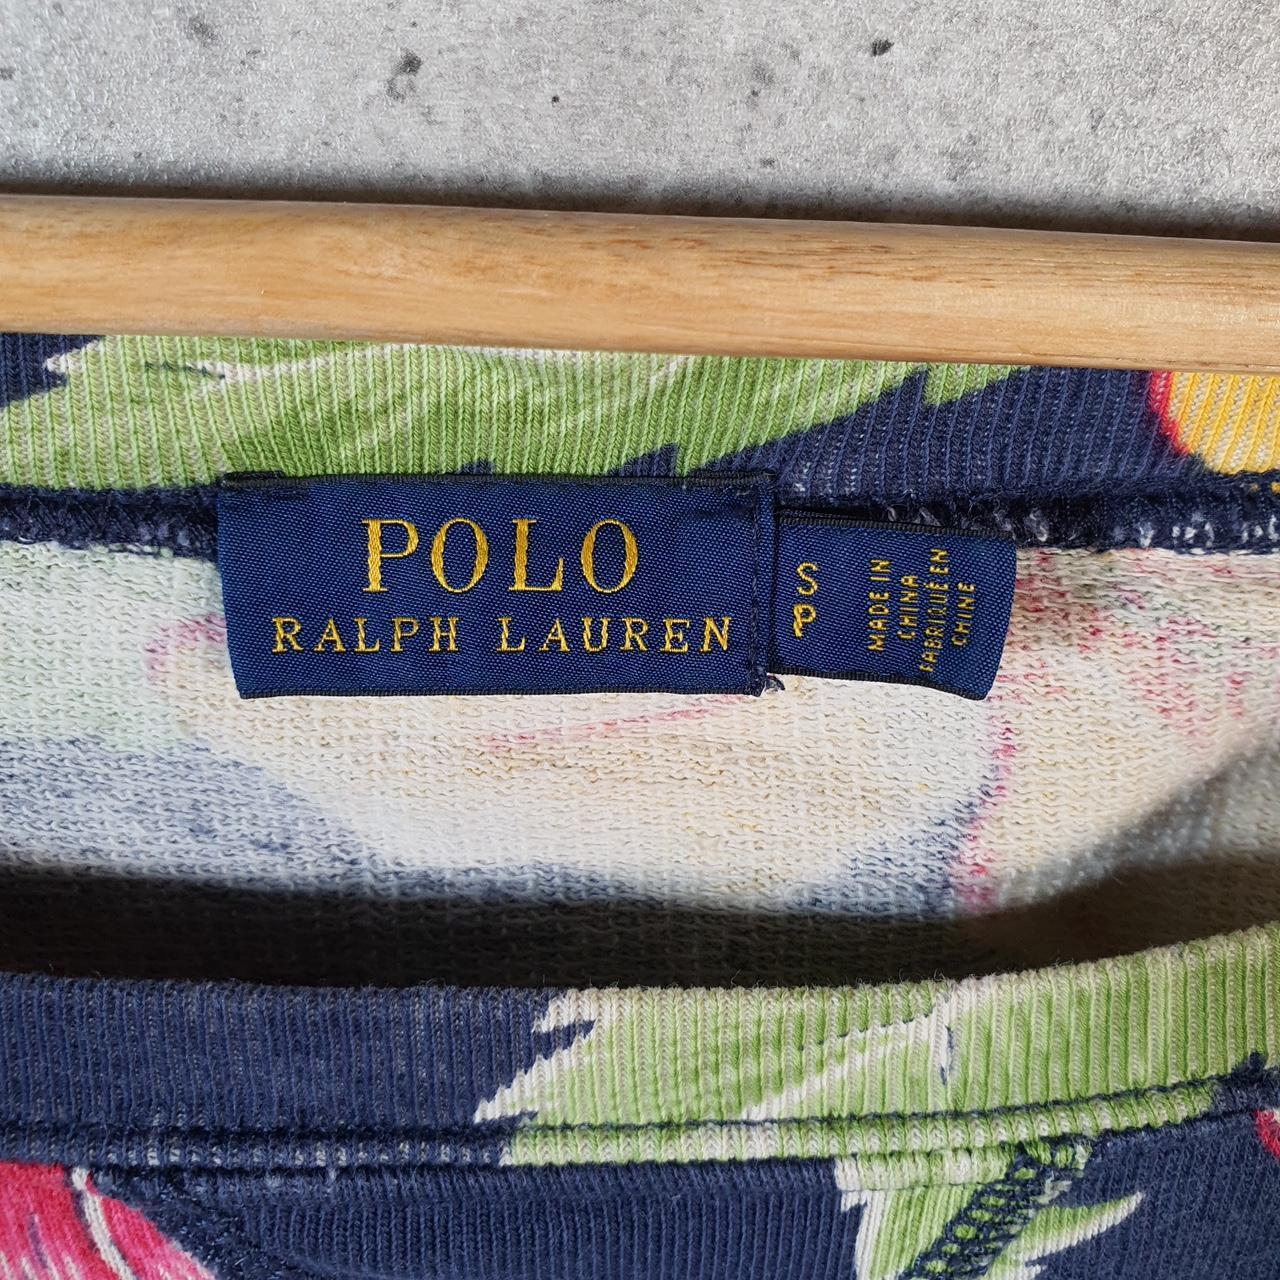 POLO
RALPH LAUREN
S
P
MADE IN
CHINA
FABRIQUÉ EN
CHINE